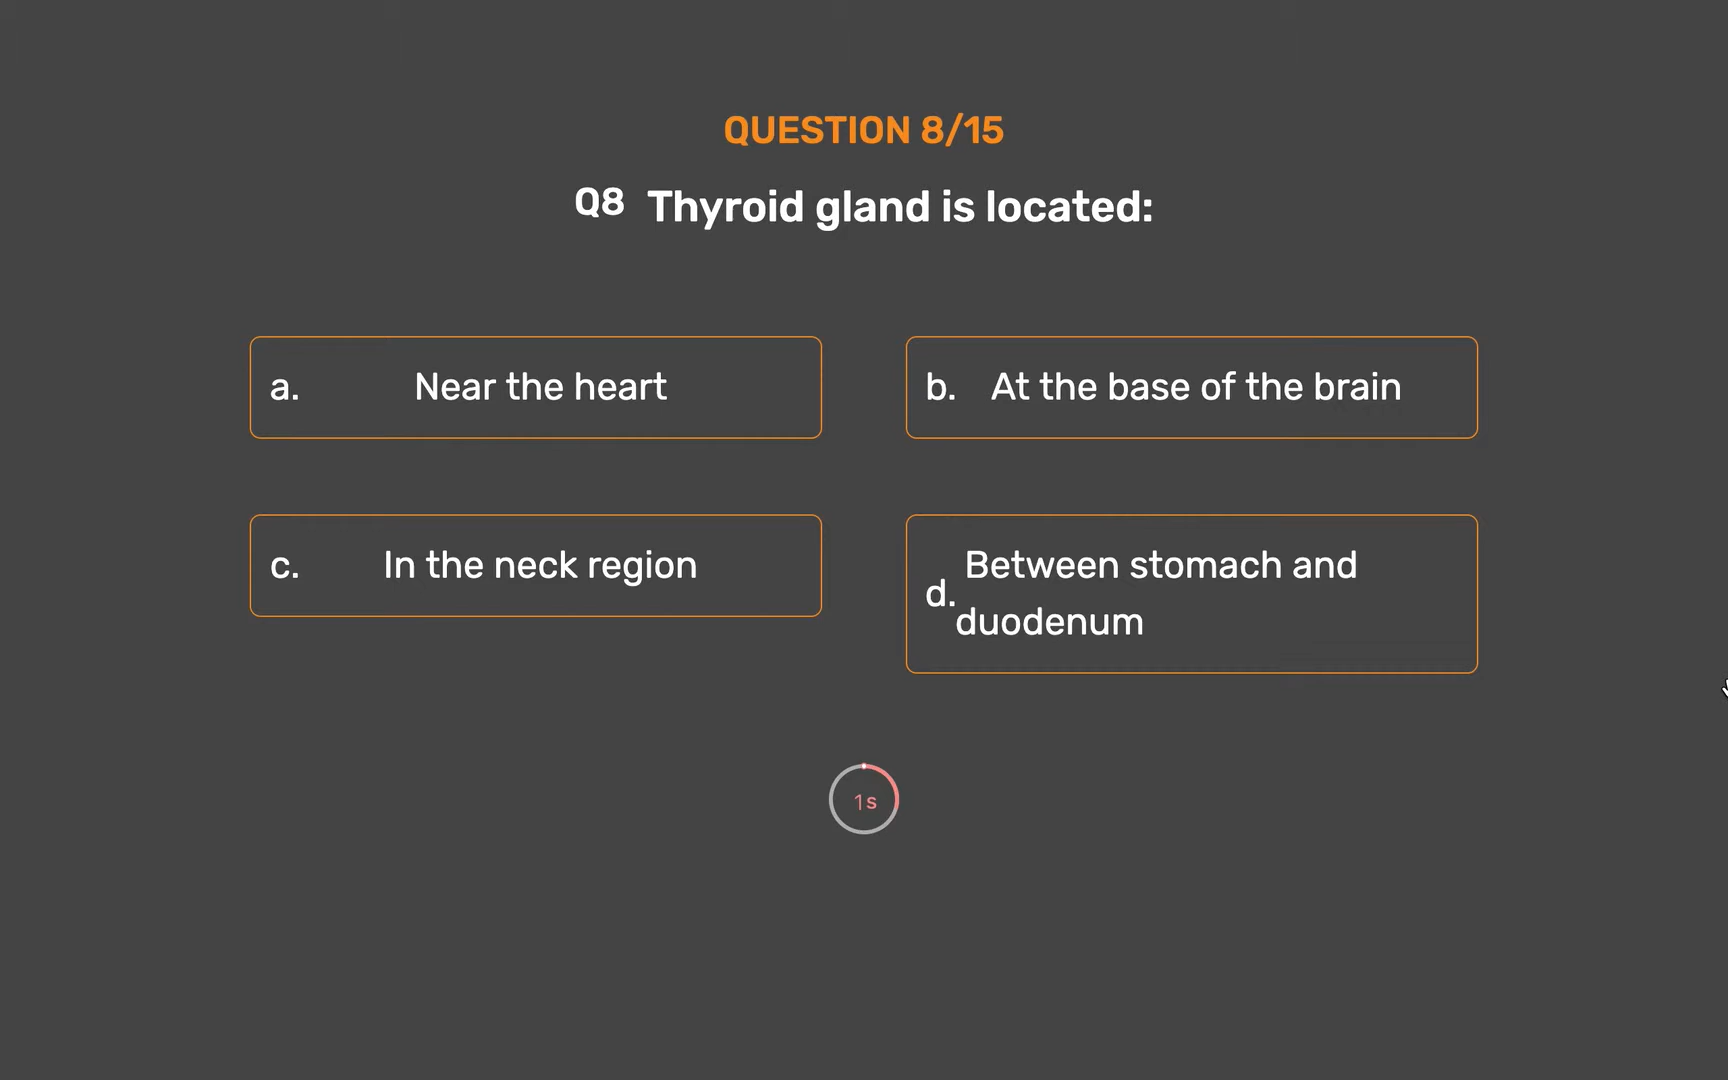 QUESTION 8/15
Q8 Thyroid gland is located:
a. Near the heart
b. At the base of the brain
c. In the neck region
d. Between stomach and
duodenum
1s